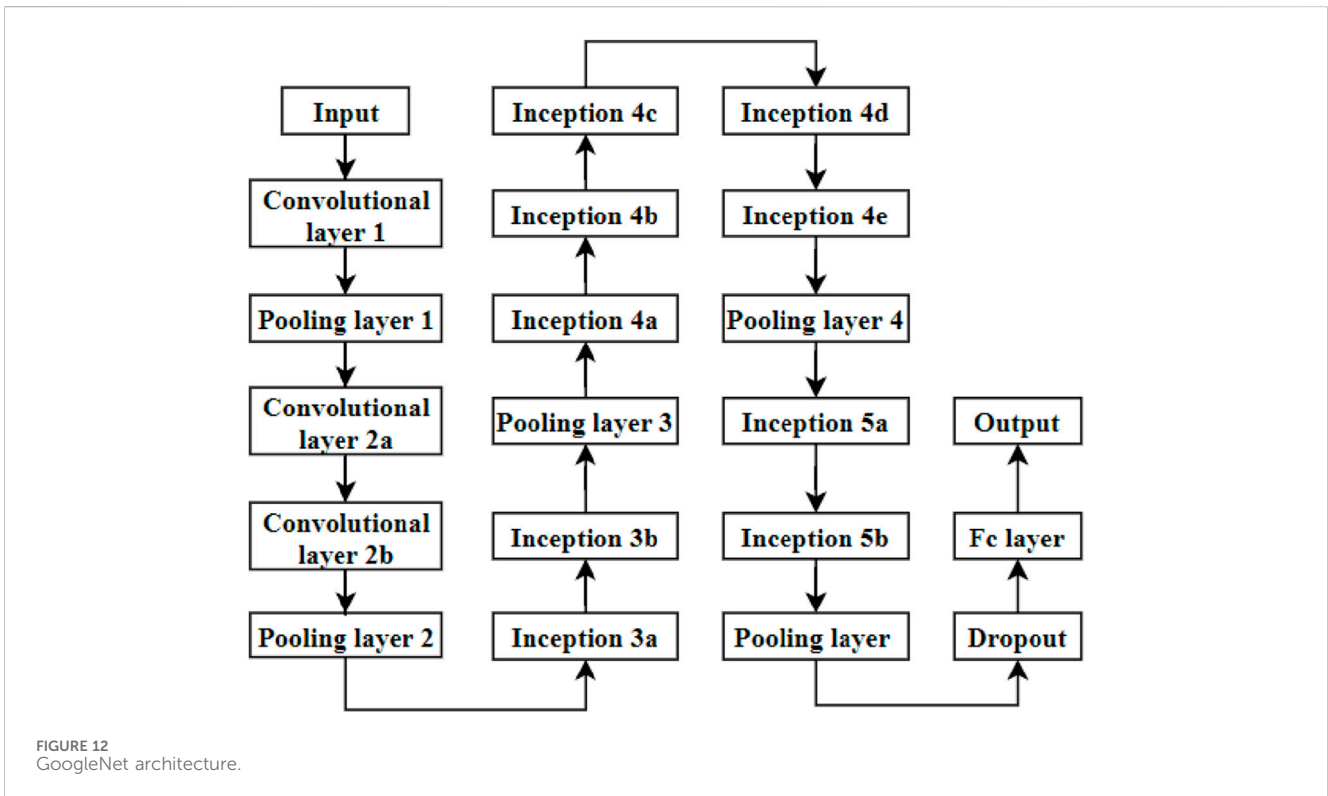 Input
Convolutional
layer 1
Pooling layer 1
Convolutional
layer 2a
Convolutional
layer 2b
Pooling layer 2
Inception 4c
Inception 4b
Inception 4a
Pooling layer 3
Inception 3b
Inception 3a
Inception 4d
Inception 4e
Pooling layer 4
Inception 5a
Inception 5b
Pooling layer
Output
Fc layer
Dropout
FIGURE 12
GoogleNet architecture.